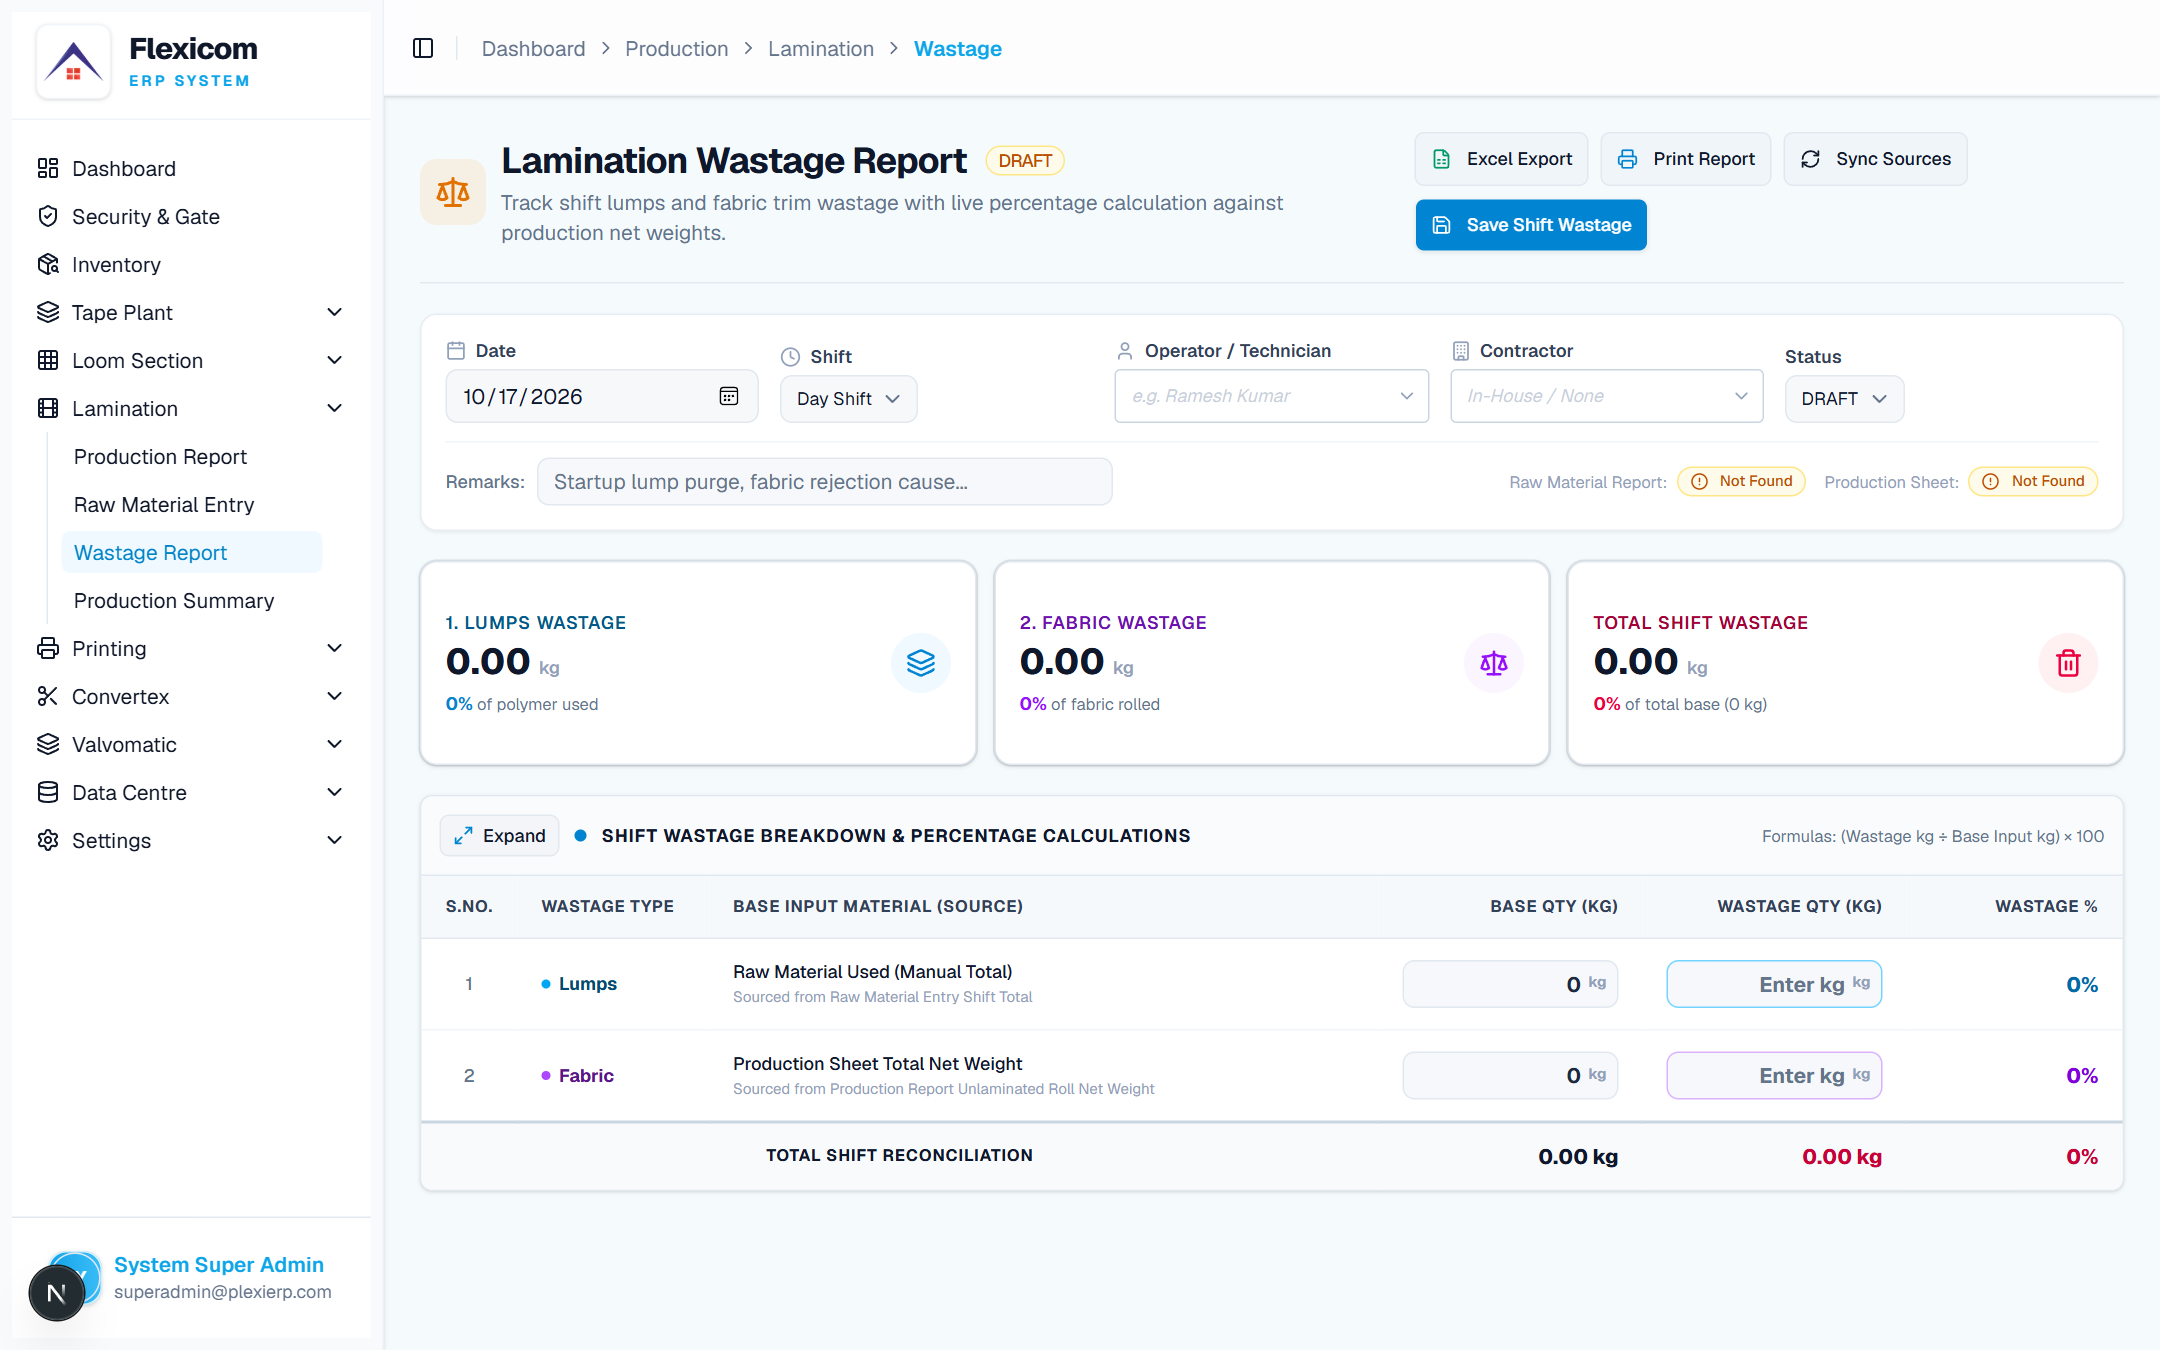 Flexicom
ERP SYSTEM
Dashboard
Security & Gate
Inventory
Tape Plant
Loom Section
Lamination
Production Report
Raw Material Entry
Wastage Report
Production Summary
Printing
Convertex
Valvomatic
Data Centre
Settings
N
System Super Admin
superadmin@plexierp.com
Dashboard > Production > Lamination > Wastage
Lamination Wastage Report DRAFT
Track shift lumps and fabric trim wastage with live percentage calculation against
production net weights.
Excel Export Print Report Sync Sources
Save Shift Wastage
Date Shift Operator / Technician Contractor Status
10/17/2026 Day Shift e.g. Ramesh Kumar In-House / None DRAFT
Remarks: Startup lump purge, fabric rejection cause... Raw Material Report: Not Found Production Sheet: Not Found
1. LUMPS WASTAGE
0.00 kg
0% of polymer used
2. FABRIC WASTAGE
0.00 kg
0% of fabric rolled
TOTAL SHIFT WASTAGE
0.00 kg
0% of total base (0 kg)
Expand SHIFT WASTAGE BREAKDOWN & PERCENTAGE CALCULATIONS Formulas: (Wastage kg ÷ Base Input kg) × 100
S.NO. WASTAGE TYPE BASE INPUT MATERIAL (SOURCE) BASE QTY (KG) WASTAGE QTY (KG) WASTAGE %
1 Lumps Raw Material Used (Manual Total) 0 kg Enter kg kg 0%
Sourced from Raw Material Entry Shift Total
2 Fabric Production Sheet Total Net Weight 0 kg Enter kg kg 0%
Sourced from Production Report Unlaminated Roll Net Weight
TOTAL SHIFT RECONCILIATION 0.00 kg 0.00 kg 0%